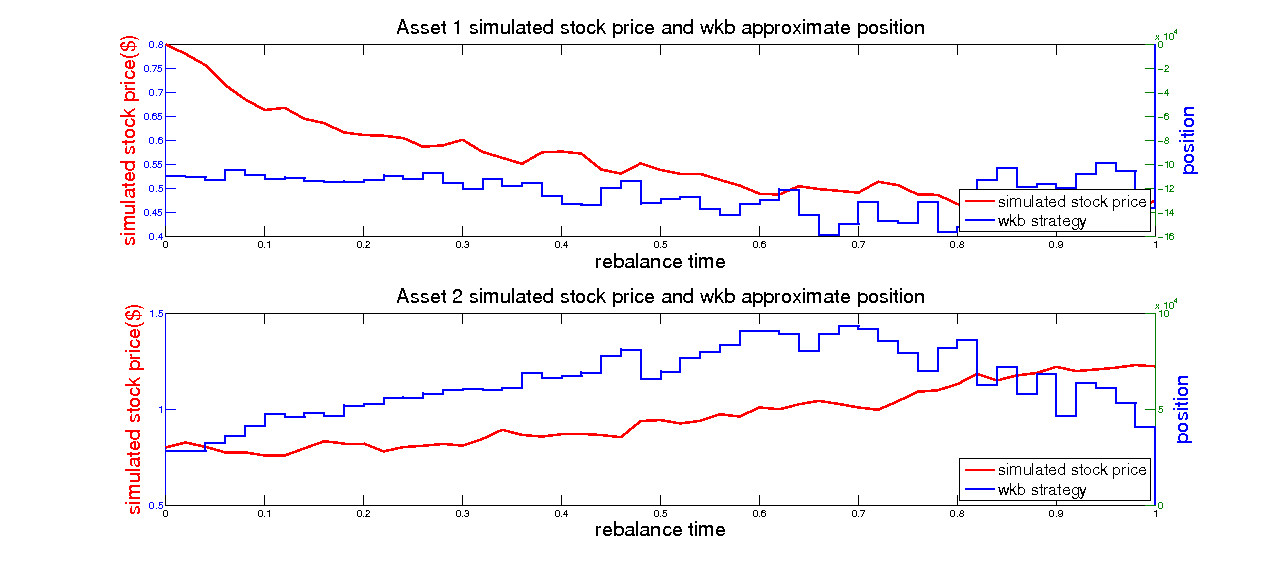 Asset 1 simulated stock price and wkb approximate position
x 10^4
simulated stock price($)
0.8
0.75
0.7
0.65
0.6
0.55
0.5
0.45
0.4
0
-2
-4
-6
-8
-10
-12
-14
-16
position
simulated stock price
wkb strategy
0 0.1 0.2 0.3 0.4 0.5 0.6 0.7 0.8 0.9 1
rebalance time
Asset 2 simulated stock price and wkb approximate position
x 10^4
simulated stock price($)
1.5
1
0.5
10
5
0
position
simulated stock price
wkb strategy
0 0.1 0.2 0.3 0.4 0.5 0.6 0.7 0.8 0.9 1
rebalance time